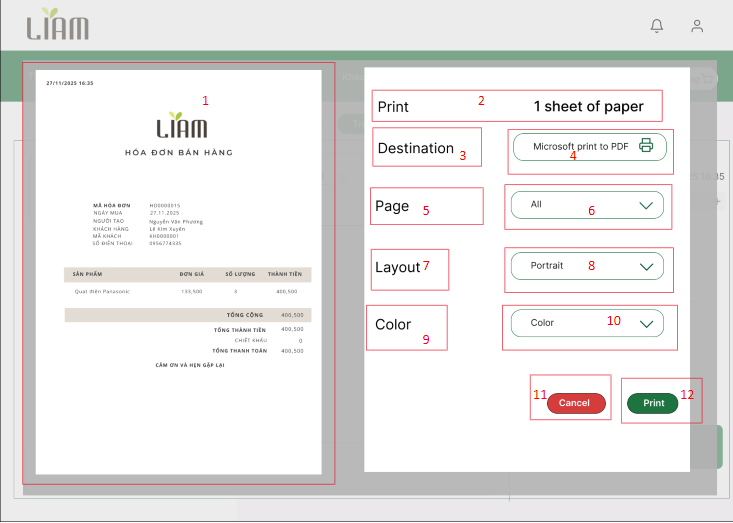 LIAM
27/11/2025 16:35
1
LIAM
HÓA ĐƠN BÁN HÀNG
MÃ HÓA ĐƠN HD0000015
NGÀY MUA 27.11.2025
NGƯỜI TẠO Nguyễn Văn Phương
KHÁCH HÀNG Lê Kim Xuyến
MÃ KHÁCH KH0000001
SỐ ĐIỆN THOẠI 0956774335
SẢN PHẨM ĐƠN GIÁ SỐ LƯỢNG THÀNH TIỀN
Quạt điện Panasonic 133,500 3 400,500
TỔNG CỘNG 400,500
TỔNG THÀNH TIỀN 400,500
CHIẾT KHẤU 0
TỔNG THANH TOÁN 400,500
CẢM ƠN VÀ HẸN GẶP LẠI
Print 2 1 sheet of paper
Destination 3 Microsoft print to PDF 4
Page 5 All 6
Layout 7 Portrait 8
Color 9 Color 10
11 Cancel Print 12